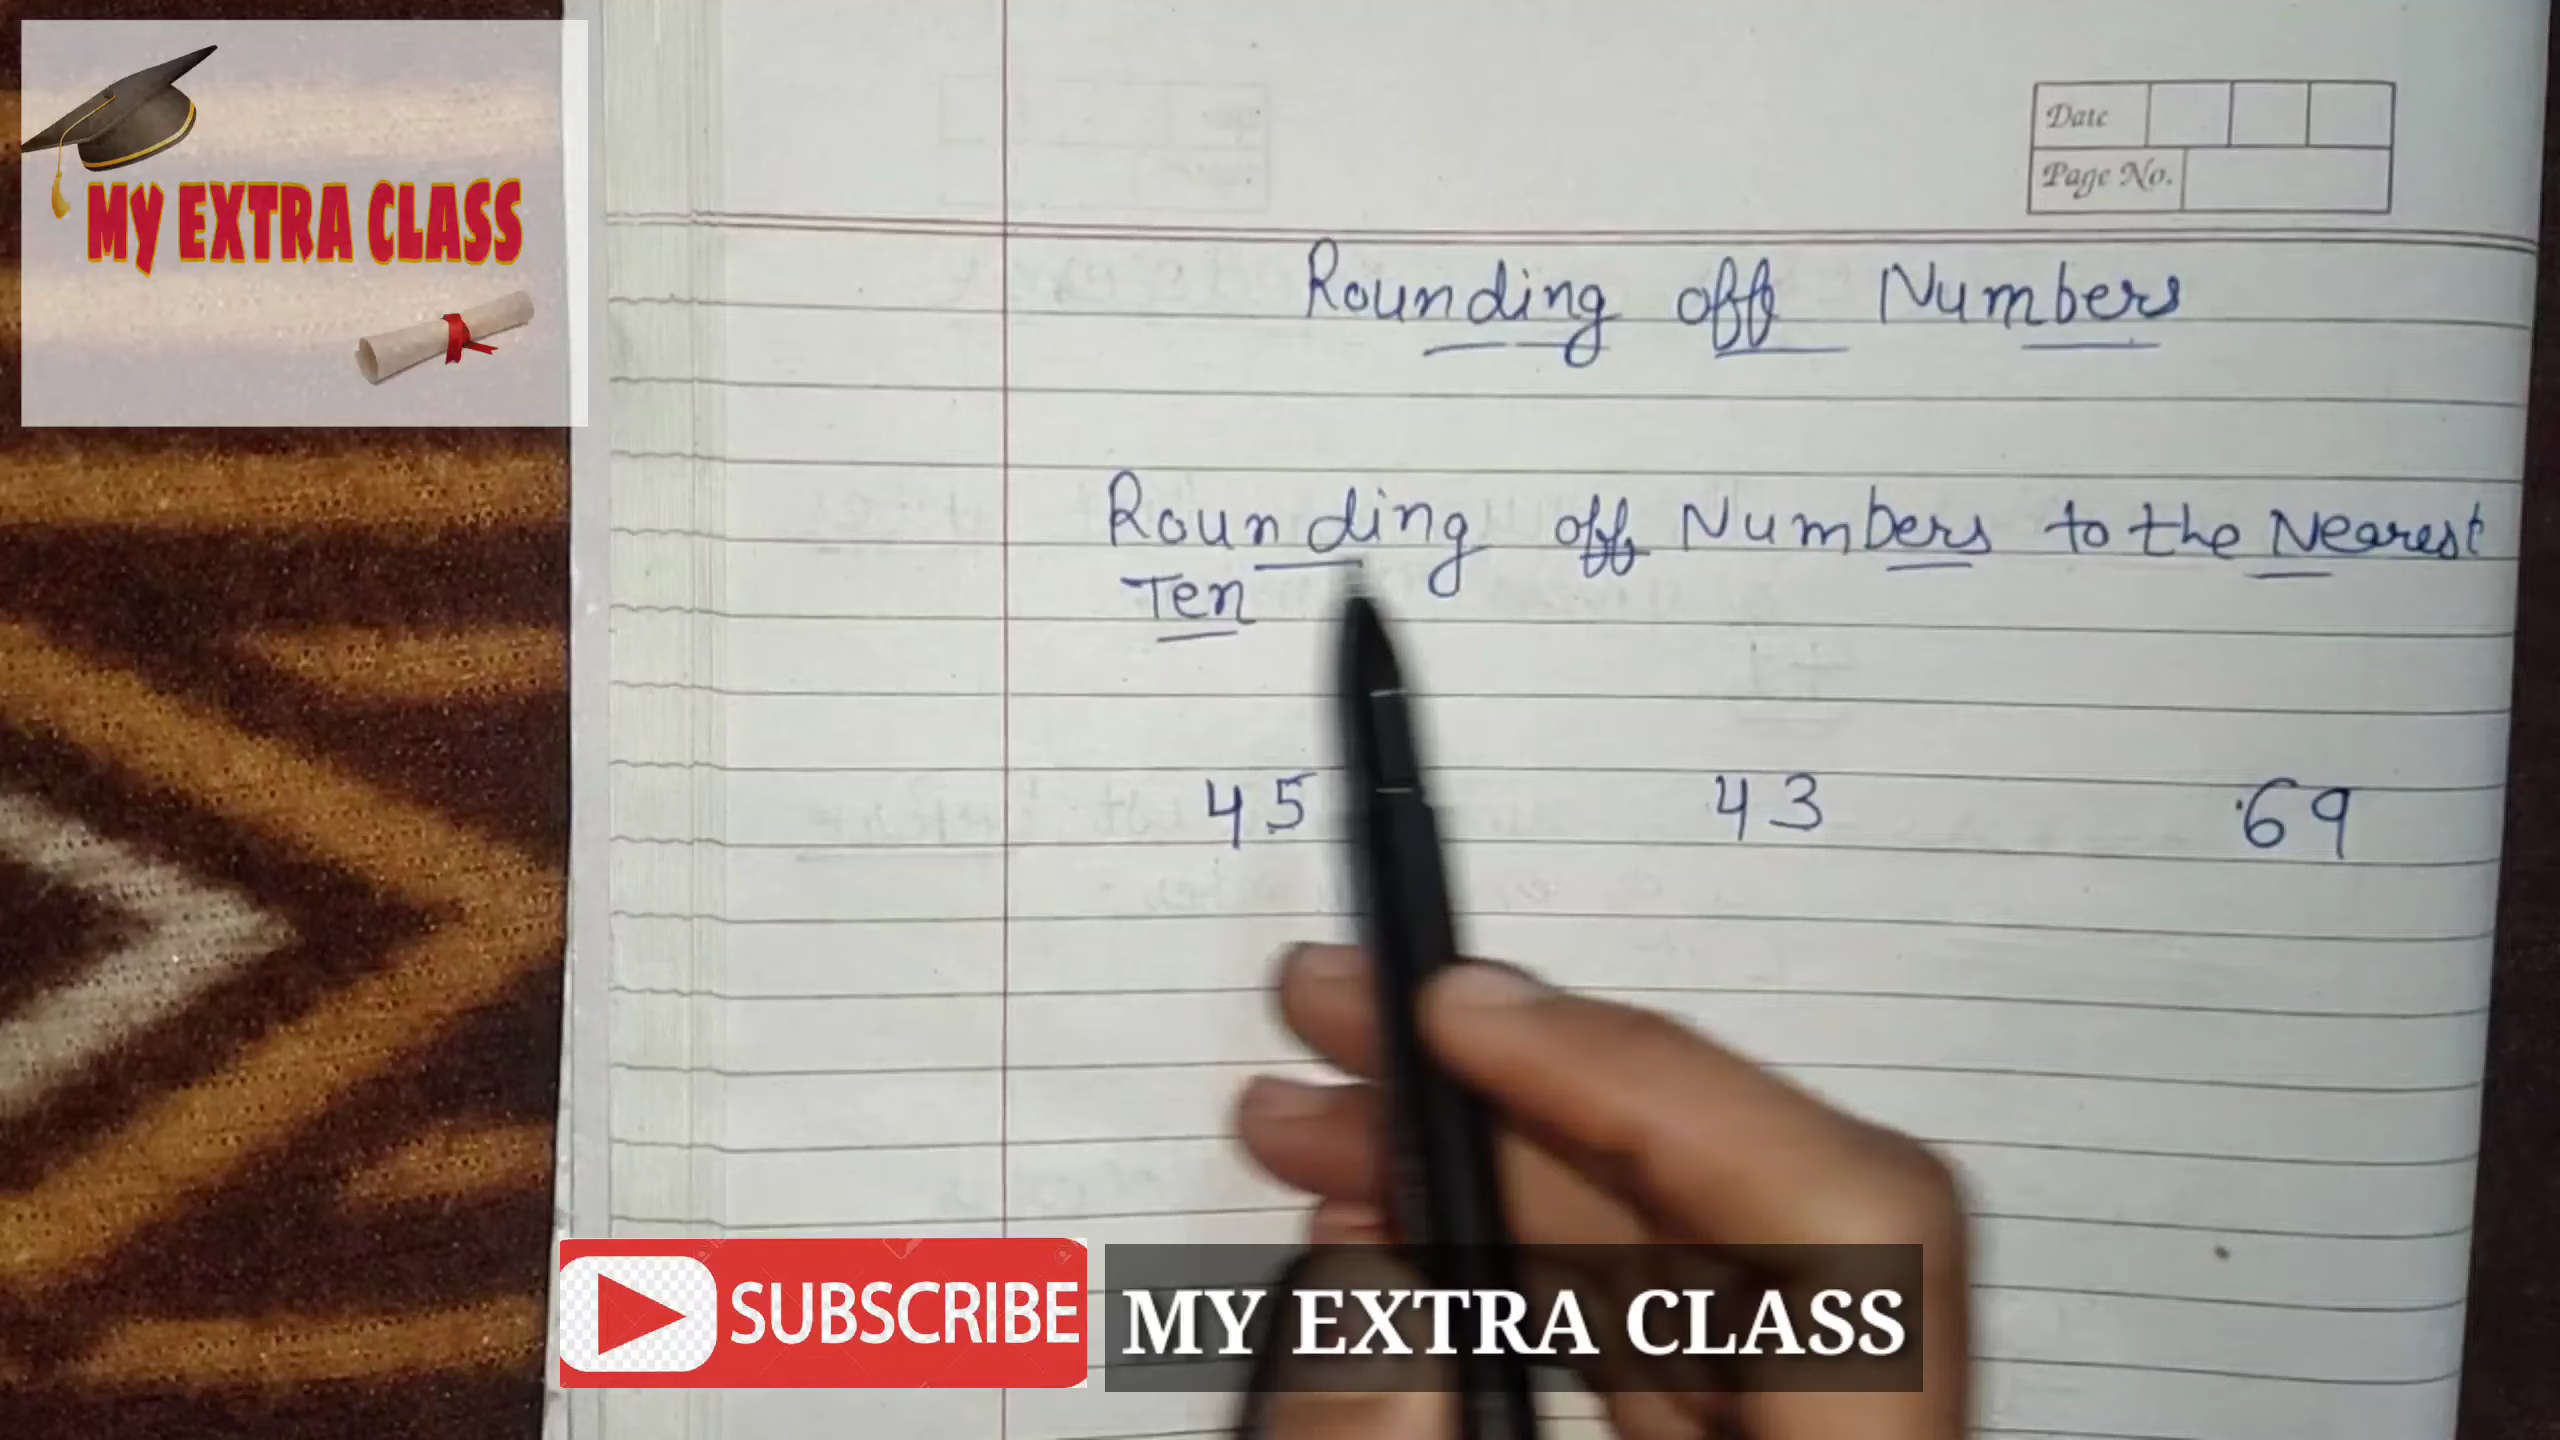 MY EXTRA CLASS
Date
Page No.
Rounding off Numbers
Rounding off Numbers to the Nearest
Ten
45 43 69
SUBSCRIBE
MY EXTRA CLASS